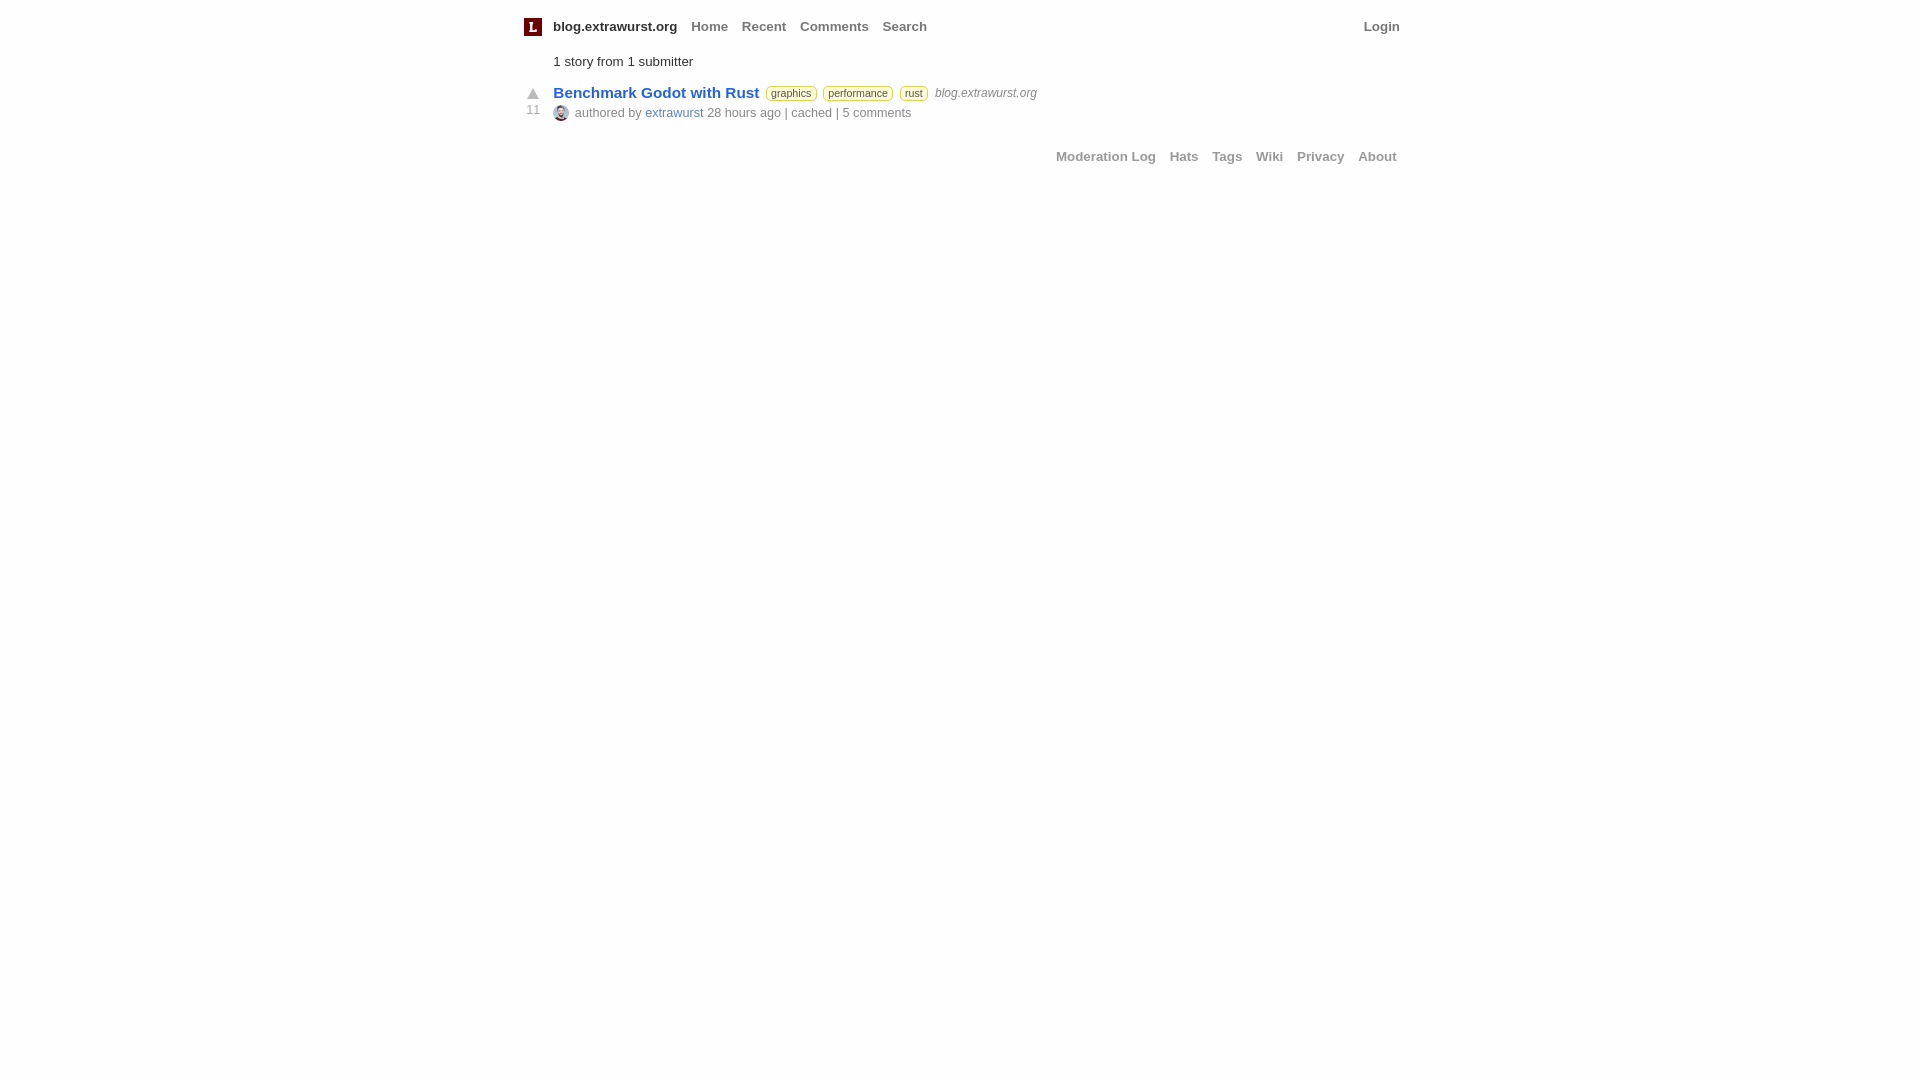 L blog.extrawurst.org Home Recent Comments Search Login
1 story from 1 submitter
Benchmark Godot with Rust graphics performance rust blog.extrawurst.org
11 authored by extrawurst 28 hours ago | cached | 5 comments
Moderation Log Hats Tags Wiki Privacy About